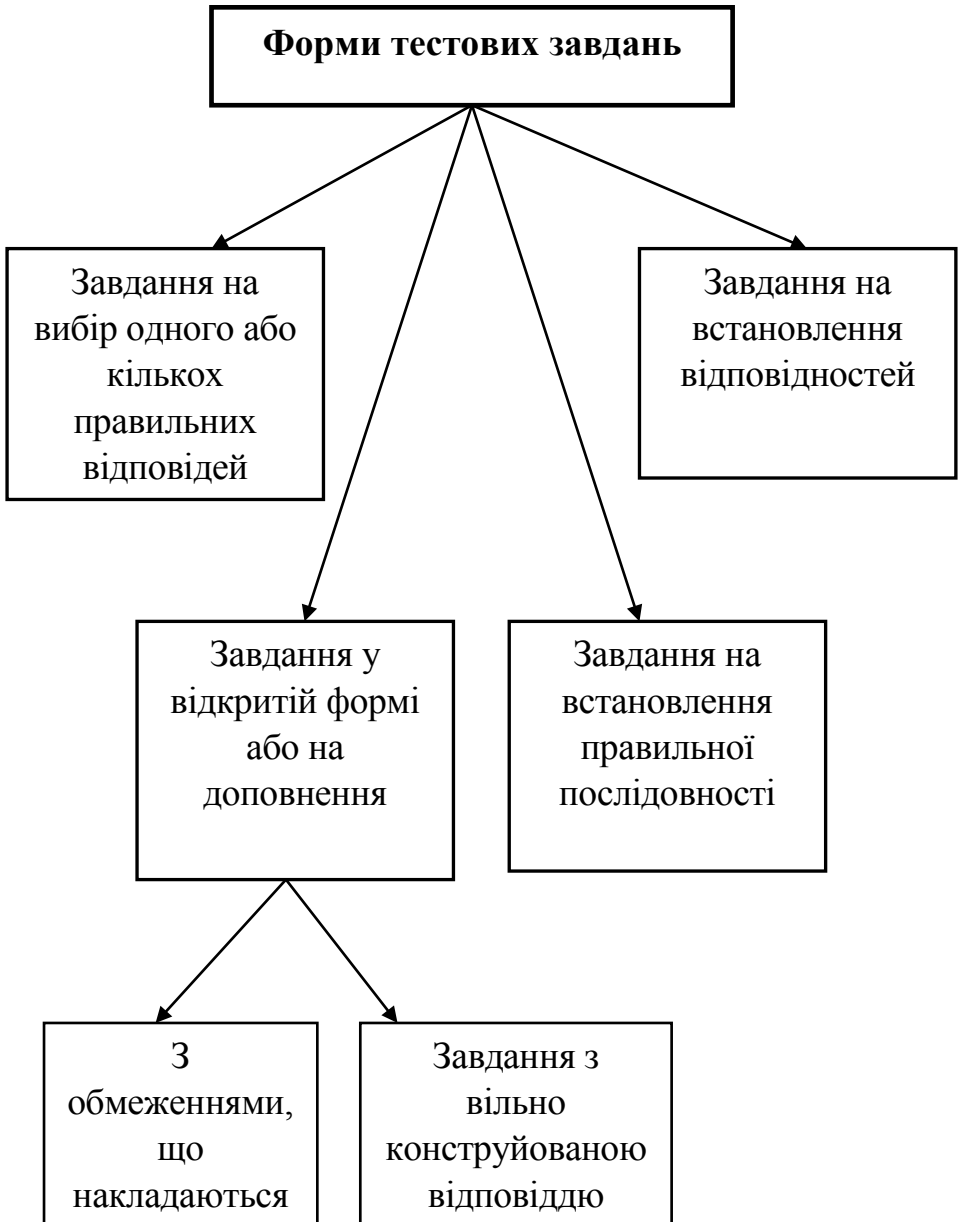 Форми тестових завдань
Завдання на
вибір одного або
кількох
правильних
відповідей
Завдання на
встановлення
відповідностей
Завдання у
відкритій формі
або на
доповнення
Завдання на
встановлення
правильної
послідовності
З
обмеженнями,
що
накладаються
Завдання з
вільно
конструйованою
відповіддю